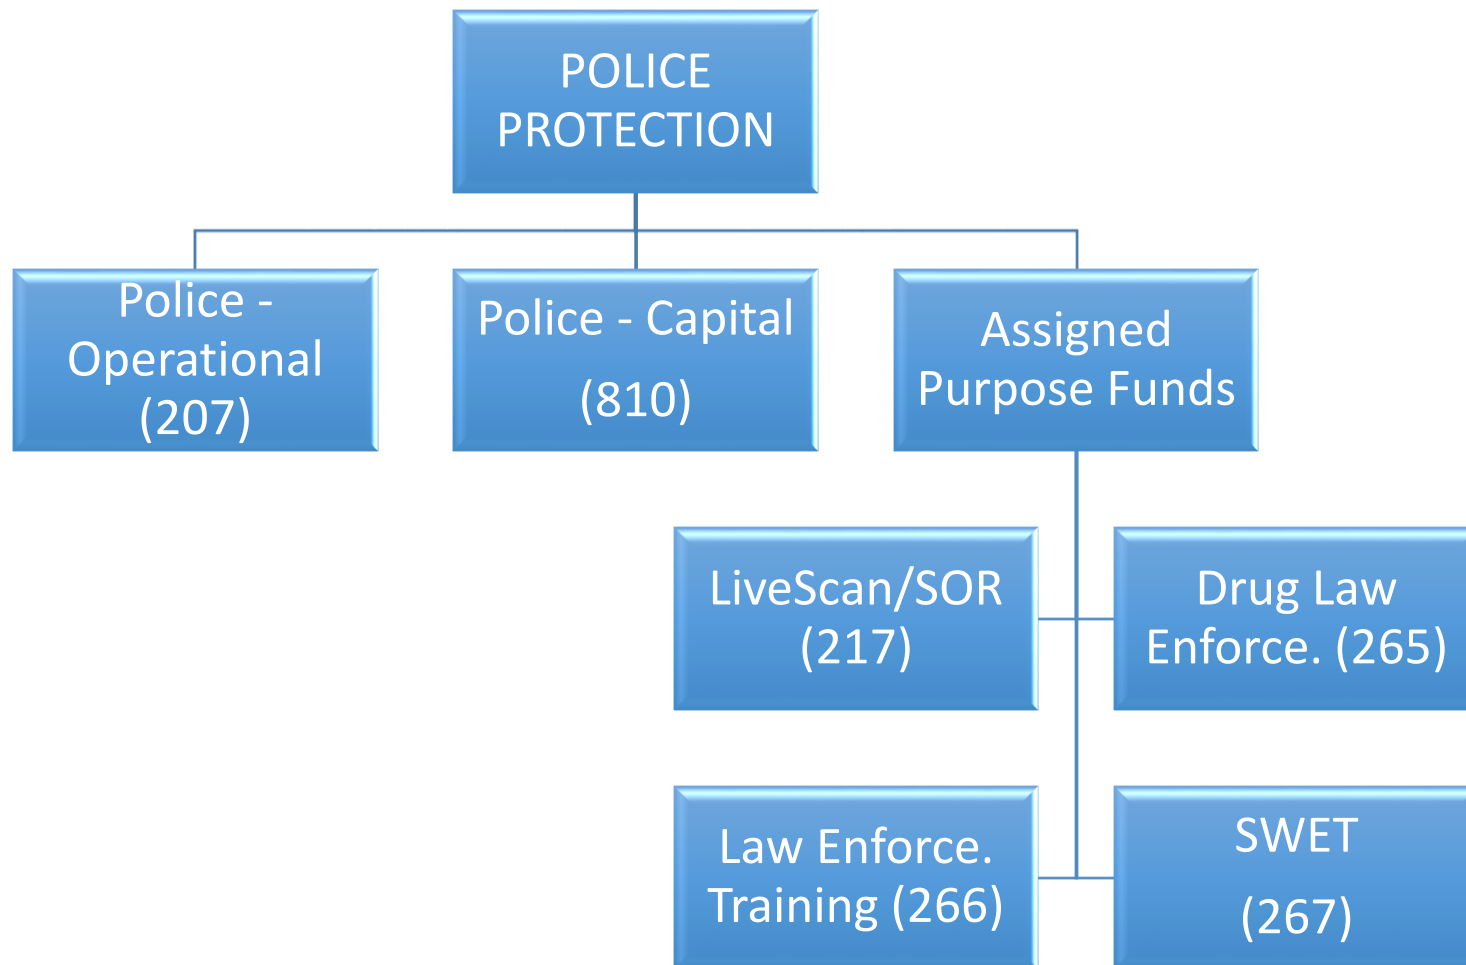 POLICE
PROTECTION
Police -
Operational
(207)
Police - Capital
(810)
Assigned
Purpose Funds
LiveScan/SOR
(217)
Drug Law
Enforce. (265)
Law Enforce.
Training (266)
SWET
(267)